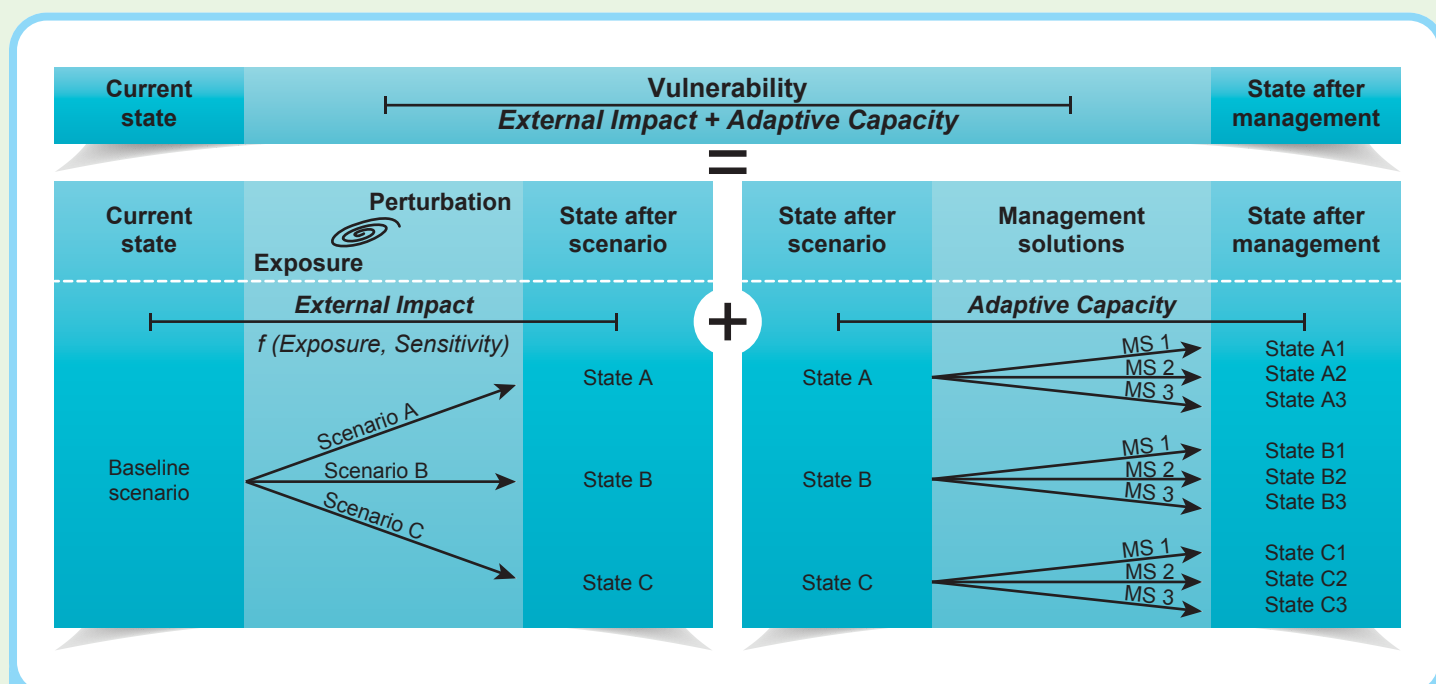 Current
state
Vulnerability
External Impact + Adaptive Capacity
State after
management
=
Current
state
Perturbation
Exposure
State after
scenario
External Impact
f (Exposure, Sensitivity)
Baseline
scenario
Scenario A
Scenario B
Scenario C
State A
State B
State C
+
State after
scenario
Management
solutions
State after
management
Adaptive Capacity
State A
MS 1
MS 2
MS 3
State A1
State A2
State A3
State B
MS 1
MS 2
MS 3
State B1
State B2
State B3
State C
MS 1
MS 2
MS 3
State C1
State C2
State C3